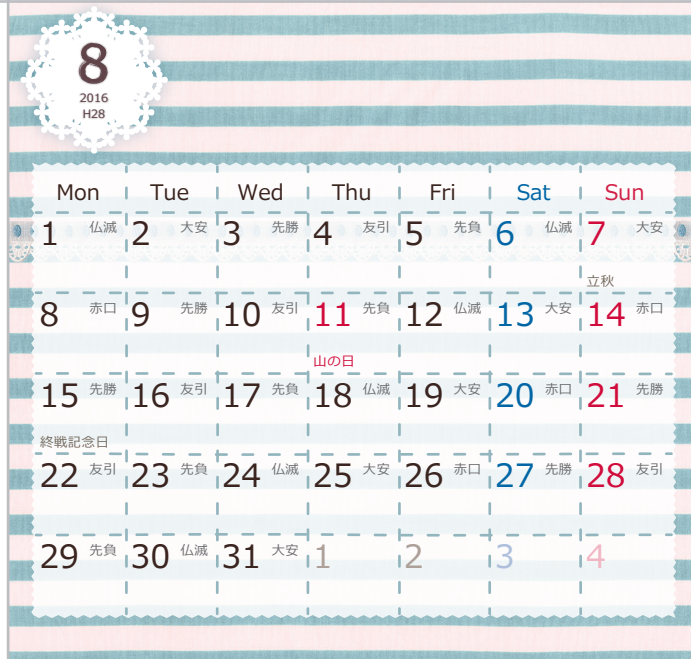 8
2016
H28
Mon Tue Wed Thu Fri Sat Sun
1 仏滅 2 大安 3 先勝 4 友引 5 先負 6 仏滅 7 大安
立秋
8 赤口 9 先勝 10 友引 11 先負 12 仏滅 13 大安 14 赤口
山の日
15 先勝 16 友引 17 先負 18 仏滅 19 大安 20 赤口 21 先勝
終戦記念日
22 友引 23 先負 24 仏滅 25 大安 26 赤口 27 先勝 28 友引
29 先負 30 仏滅 31 大安 1 2 3 4